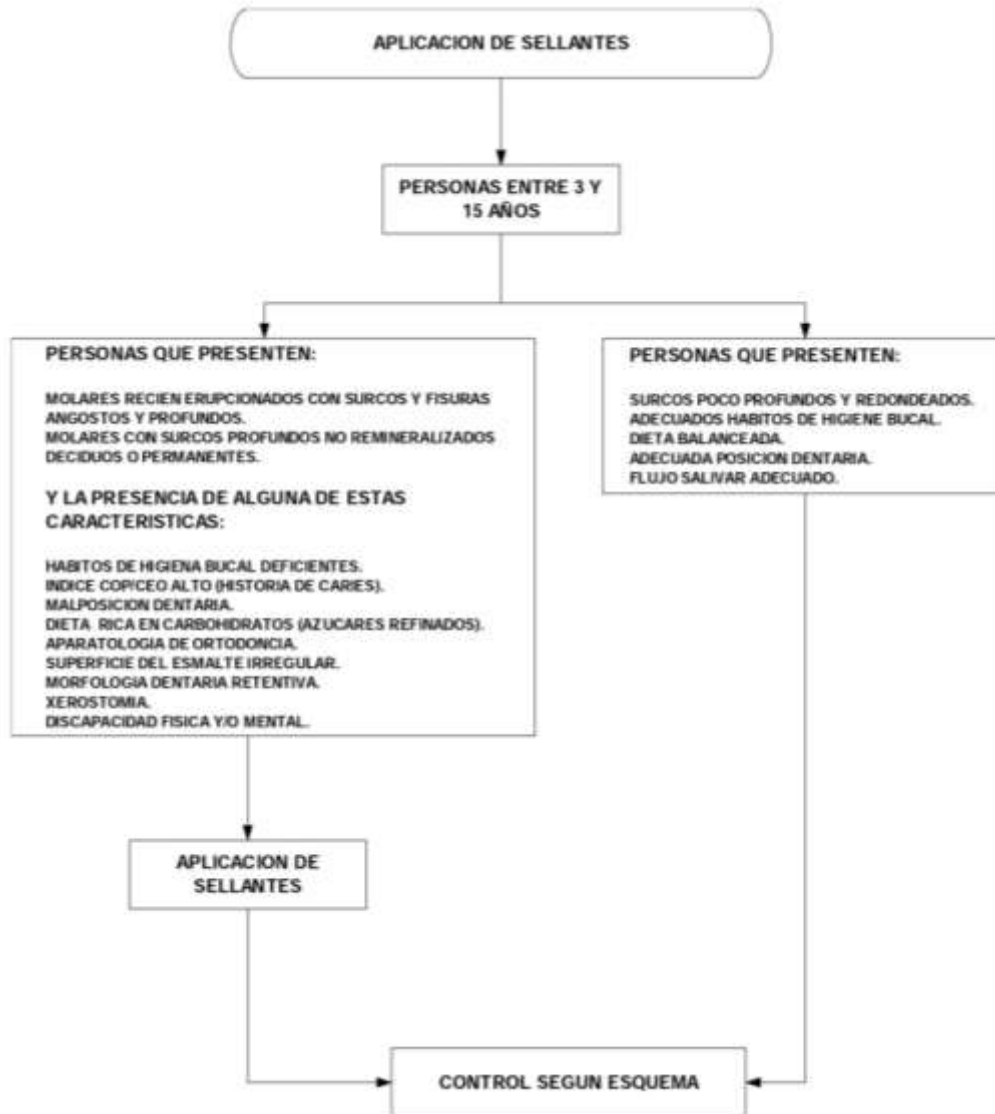 APLICACION DE SELLANTES
PERSONAS ENTRE 3 Y
15 AÑOS
PERSONAS QUE PRESENTEN:
MOLARES RECIEN ERUPCIONADOS CON SURCOS Y FISURAS
ANGOSTOS Y PROFUNDOS.
MOLARES CON SURCOS PROFUNDOS NO REMINERALIZADOS
DECIDUOS O PERMANENTES.
Y LA PRESENCIA DE ALGUNA DE ESTAS
CARACTERISTICAS:
HABITOS DE HIGIENA BUCAL DEFICIENTES.
INDICE COP/CEO ALTO (HISTORIA DE CARIES).
MALPOSICION DENTARIA.
DIETA RICA EN CARBOHIDRATOS (AZUCARES REFINADOS).
APARATOLOGIA DE ORTODONCIA.
SUPERFICIE DEL ESMALTE IRREGULAR.
MORFOLOGIA DENTARIA RETENTIVA.
XEROSTOMIA.
DISCAPACIDAD FISICA Y/O MENTAL.
PERSONAS QUE PRESENTEN:
SURCOS POCO PROFUNDOS Y REDONDEADOS.
ADECUADOS HABITOS DE HIGIENE BUCAL.
DIETA BALANCEADA.
ADECUADA POSICION DENTARIA.
FLUJO SALIVAR ADECUADO.
APLICACION DE
SELLANTES
CONTROL SEGUN ESQUEMA